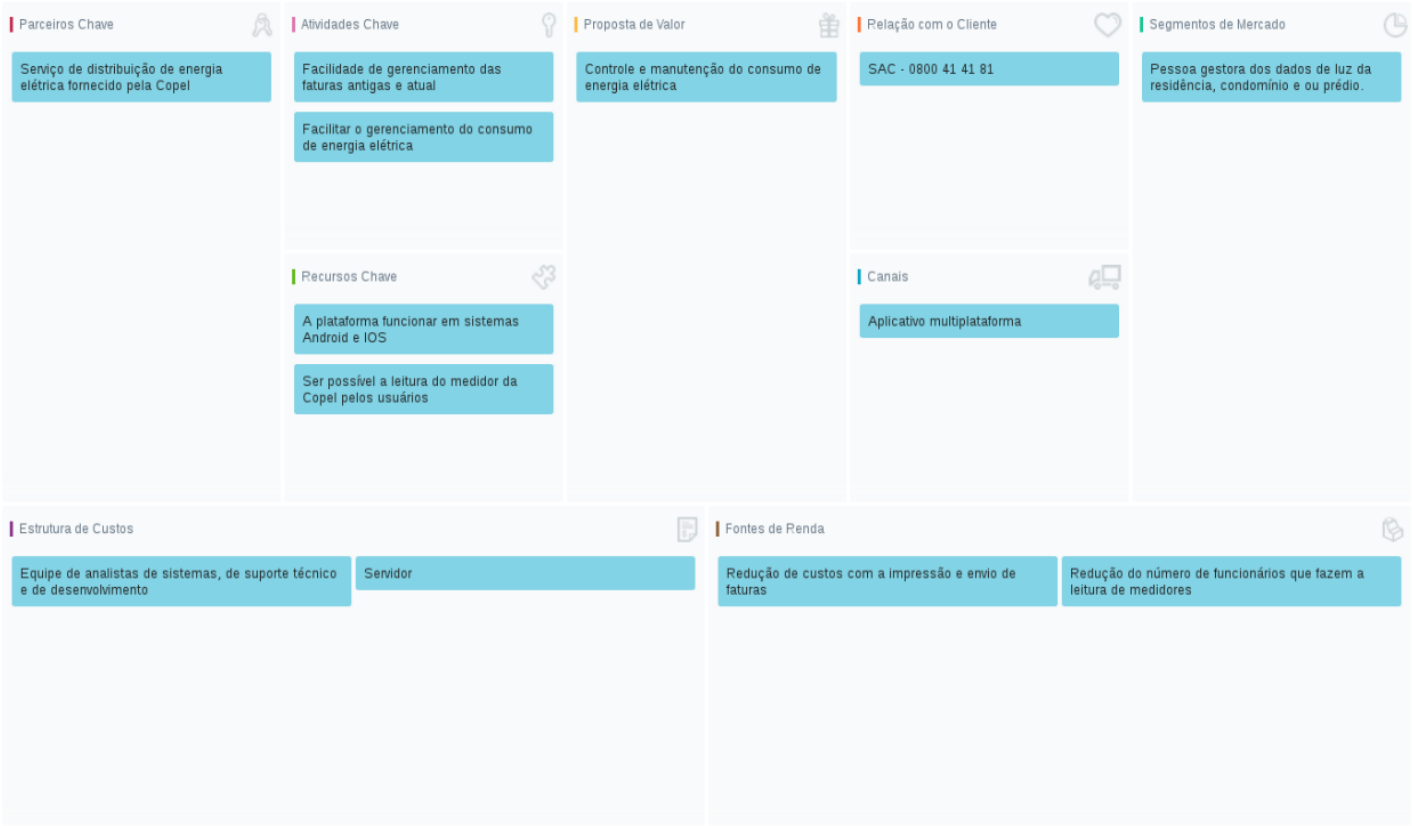 Parceiros Chave
Serviço de distribuição de energia
elétrica fornecido pela Copel
Atividades Chave
Facilidade de gerenciamento das
faturas antigas e atual
Facilitar o gerenciamento do consumo
de energia elétrica
Recursos Chave
A plataforma funcionar em sistemas
Android e IOS
Ser possível a leitura do medidor da
Copel pelos usuários
Proposta de Valor
Controle e manutenção do consumo de
energia elétrica
Relação com o Cliente
SAC - 0800 41 41 81
Canais
Aplicativo multiplataforma
Segmentos de Mercado
Pessoa gestora dos dados de luz da
residência, condomínio e ou prédio.
Estrutura de Custos
Equipe de analistas de sistemas, de suporte técnico
e de desenvolvimento
Servidor
Fontes de Renda
Redução de custos com a impressão e envio de
faturas
Redução do número de funcionários que fazem a
leitura de medidores